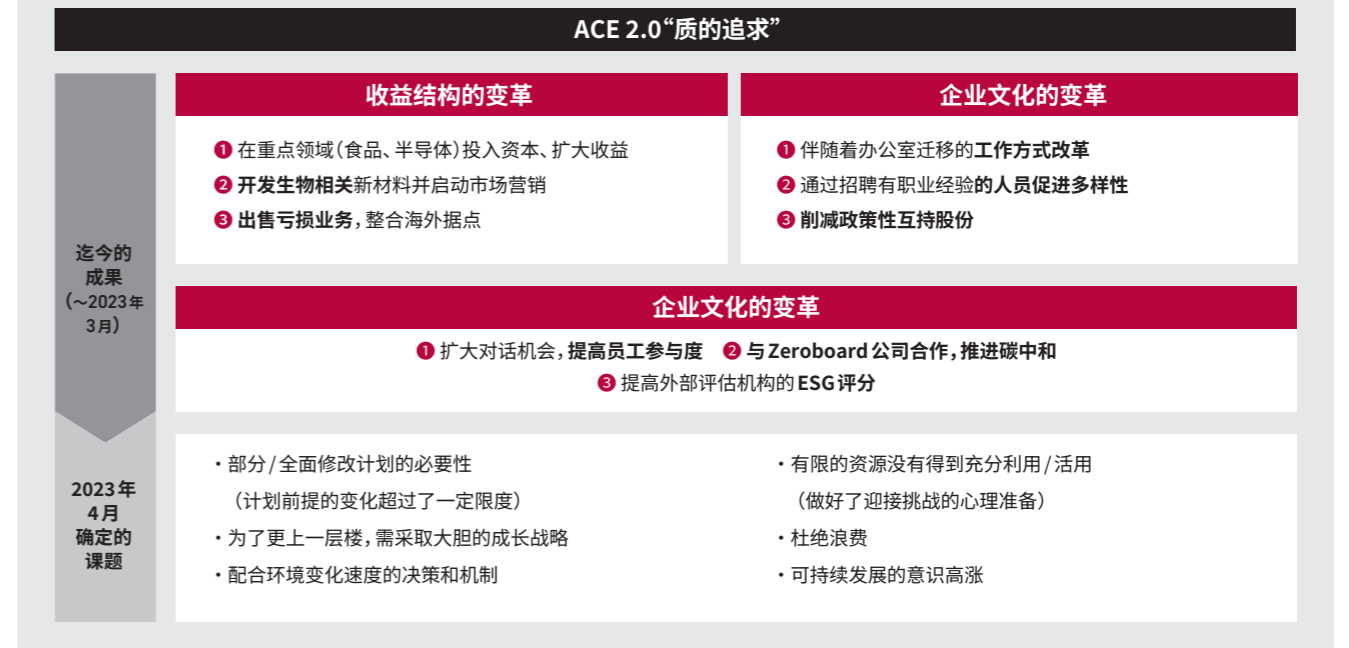 ACE 2.0“质的追求”
迄今的
成果
（～2023年
3月）
收益结构的变革
❶ 在重点领域（食品、半导体）投入资本、扩大收益
❷ 开发生物相关新材料并启动市场营销
❸ 出售亏损业务，整合海外据点
企业文化的变革
❶ 伴随着办公室迁移的工作方式改革
❷ 通过招聘有职业经验的人员促进多样性
❸ 削减政策性互持股份
企业文化的变革
❶ 扩大对话机会，提高员工参与度 ❷ 与Zeroboard公司合作，推进碳中和
❸ 提高外部评估机构的ESG评分
2023年
4月
确定的
课题
・部分/全面修改计划的必要性
（计划前提的变化超过了一定限度）
・为了更上一层楼，需采取大胆的成长战略
・配合环境变化速度的决策和机制
・有限的资源没有得到充分利用/活用
（做好了迎接挑战的心理准备）
・杜绝浪费
・可持续发展的意识高涨